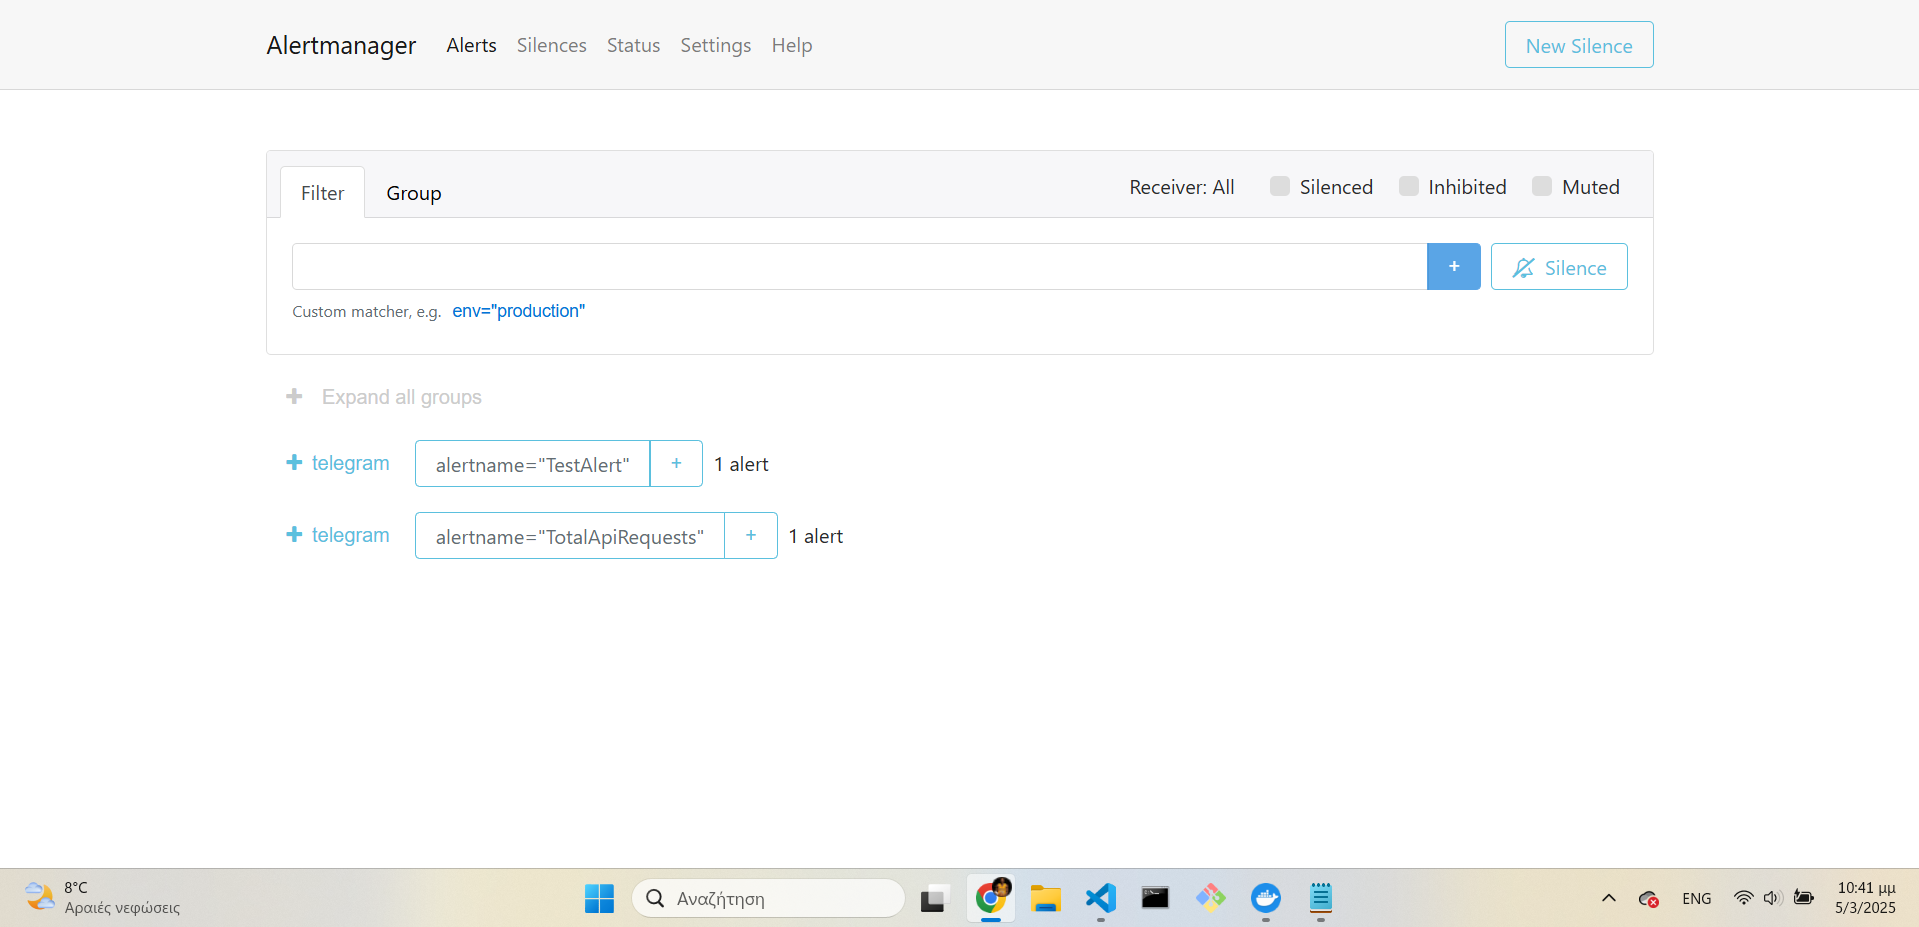 Alertmanager Alerts Silences Status Settings Help New Silence
Filter Group Receiver: All Silenced Inhibited Muted
+ Silence
Custom matcher, e.g. env="production"
+ Expand all groups
+ telegram alertname="TestAlert" + 1 alert
+ telegram alertname="TotalApiRequests" + 1 alert
8°C
Αραιές νεφώσεις
Αναζήτηση
ENG
10:41 μμ
5/3/2025